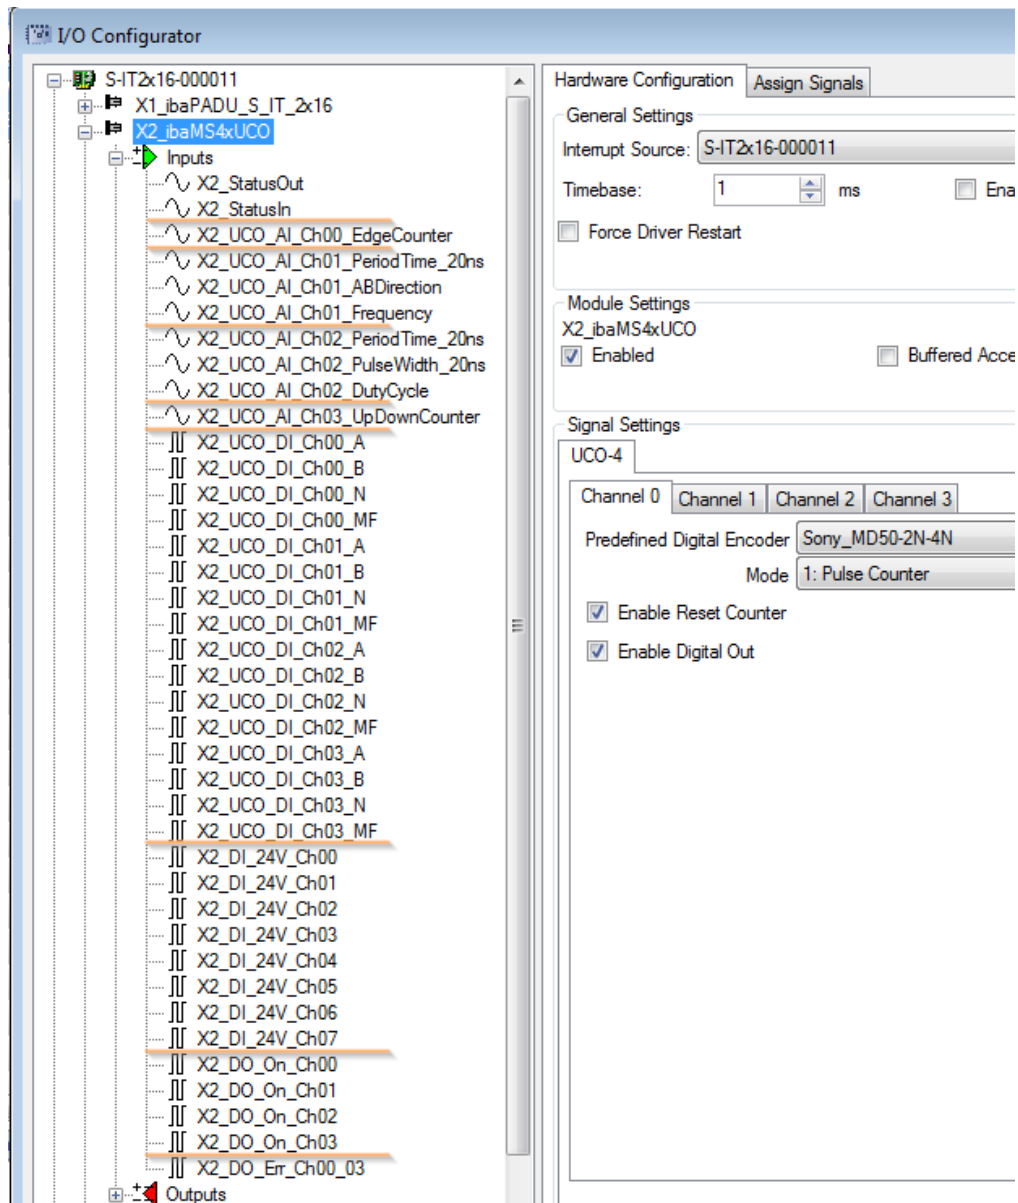 I/O Configurator
S-IT2x16-000011
X1_ibaPADU_S_IT_2x16
X2_ibaMS4xUCO
Inputs
X2_StatusOut
X2_StatusIn
X2_UCO_AI_Ch00_EdgeCounter
X2_UCO_AI_Ch01_PeriodTime_20ns
X2_UCO_AI_Ch01_ABDirection
X2_UCO_AI_Ch01_Frequency
X2_UCO_AI_Ch02_PeriodTime_20ns
X2_UCO_AI_Ch02_PulseWidth_20ns
X2_UCO_AI_Ch02_DutyCycle
X2_UCO_AI_Ch03_UpDownCounter
X2_UCO_DI_Ch00_A
X2_UCO_DI_Ch00_B
X2_UCO_DI_Ch00_N
X2_UCO_DI_Ch00_MF
X2_UCO_DI_Ch01_A
X2_UCO_DI_Ch01_B
X2_UCO_DI_Ch01_N
X2_UCO_DI_Ch01_MF
X2_UCO_DI_Ch02_A
X2_UCO_DI_Ch02_B
X2_UCO_DI_Ch02_N
X2_UCO_DI_Ch02_MF
X2_UCO_DI_Ch03_A
X2_UCO_DI_Ch03_B
X2_UCO_DI_Ch03_N
X2_UCO_DI_Ch03_MF
X2_DI_24V_Ch00
X2_DI_24V_Ch01
X2_DI_24V_Ch02
X2_DI_24V_Ch03
X2_DI_24V_Ch04
X2_DI_24V_Ch05
X2_DI_24V_Ch06
X2_DI_24V_Ch07
X2_DO_On_Ch00
X2_DO_On_Ch01
X2_DO_On_Ch02
X2_DO_On_Ch03
X2_DO_Err_Ch00_03
Outputs
Hardware Configuration Assign Signals
General Settings
Interrupt Source: S-IT2x16-000011
Timebase: 1 ms Ena
Force Driver Restart
Module Settings
X2_ibaMS4xUCO
Enabled Buffered Acce
Signal Settings
UCO-4
Channel 0 Channel 1 Channel 2 Channel 3
Predefined Digital Encoder Sony_MD50-2N-4N
Mode 1: Pulse Counter
Enable Reset Counter
Enable Digital Out